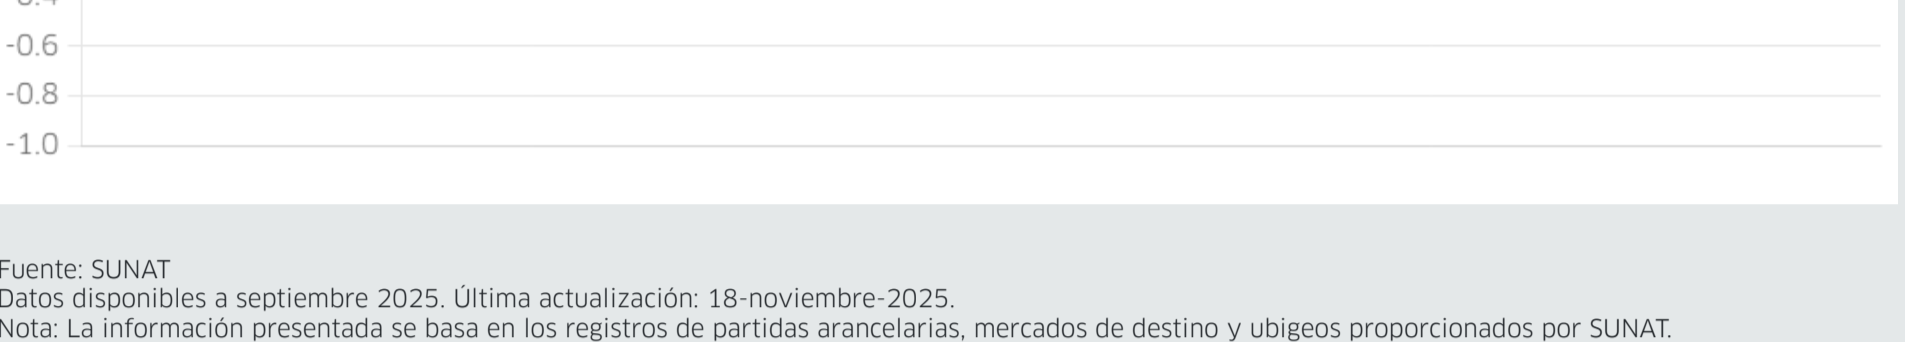 -0.6
-0.8
-1.0
Fuente: SUNAT
Datos disponibles a septiembre 2025. Última actualización: 18-noviembre-2025.
Nota: La información presentada se basa en los registros de partidas arancelarias, mercados de destino y ubigeos proporcionados por SUNAT.